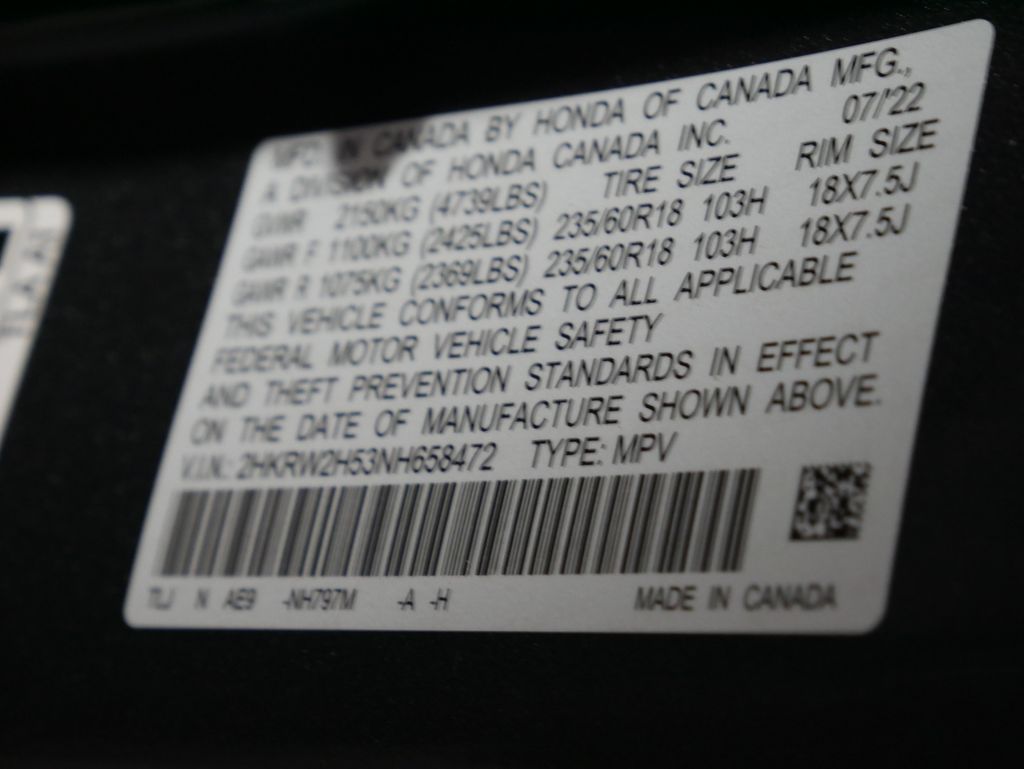 MFD. IN CANADA BY HONDA OF CANADA MFG.,
A DIVISION OF HONDA CANADA INC. 07/'22
GVWR 2150KG (4739LBS) TIRE SIZE RIM SIZE
GAWR F 1100KG (2425LBS) 235/60R18 103H 18X7.5J
GAWR R 1075KG (2369LBS) 235/60R18 103H 18X7.5J
THIS VEHICLE CONFORMS TO ALL APPLICABLE
FEDERAL MOTOR VEHICLE SAFETY
AND THEFT PREVENTION STANDARDS IN EFFECT
ON THE DATE OF MANUFACTURE SHOWN ABOVE.
V.I.N.: 2HKRW2H53NH658472 TYPE: MPV
TLJ N AE9 -NH797M -A -H MADE IN CANADA